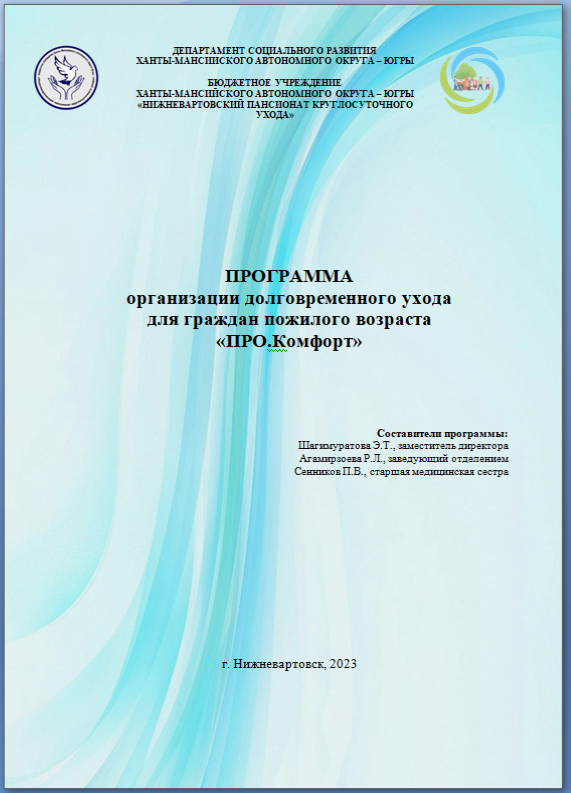 ДЕПАРТАМЕНТ СОЦИАЛЬНОГО РАЗВИТИЯ
ХАНТЫ-МАНСИЙСКОГО АВТОНОМНОГО ОКРУГА – ЮГРЫ
БЮДЖЕТНОЕ УЧРЕЖДЕНИЕ
ХАНТЫ-МАНСИЙСКОГО АВТОНОМНОГО ОКРУГА – ЮГРЫ
«НИЖНЕВАРТОВСКИЙ ПАНСИОНАТ КРУГЛОСУТОЧНОГО
УХОДА»
ПРОГРАММА
организации долговременного ухода
для граждан пожилого возраста
«ПРО.Комфорт»
Составители программы:
Шагимуратова Э.Т., заместитель директора
Агамирзоева Р.Л., заведующий отделением
Сенников П.В., старшая медицинская сестра
г. Нижневартовск, 2023